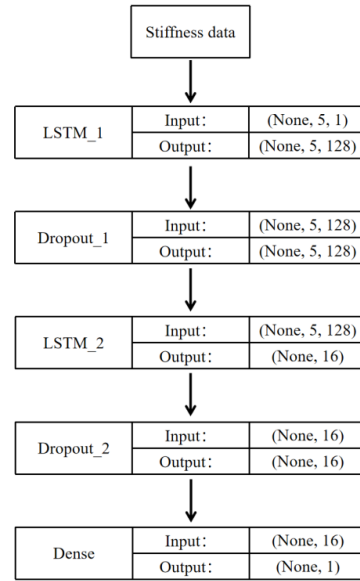 Stiffness data
LSTM_1
Input: (None, 5, 1)
Output: (None, 5, 128)
Dropout_1
Input: (None, 5, 128)
Output: (None, 5, 128)
LSTM_2
Input: (None, 5, 128)
Output: (None, 16)
Dropout_2
Input: (None, 16)
Output: (None, 16)
Dense
Input: (None, 16)
Output: (None, 1)